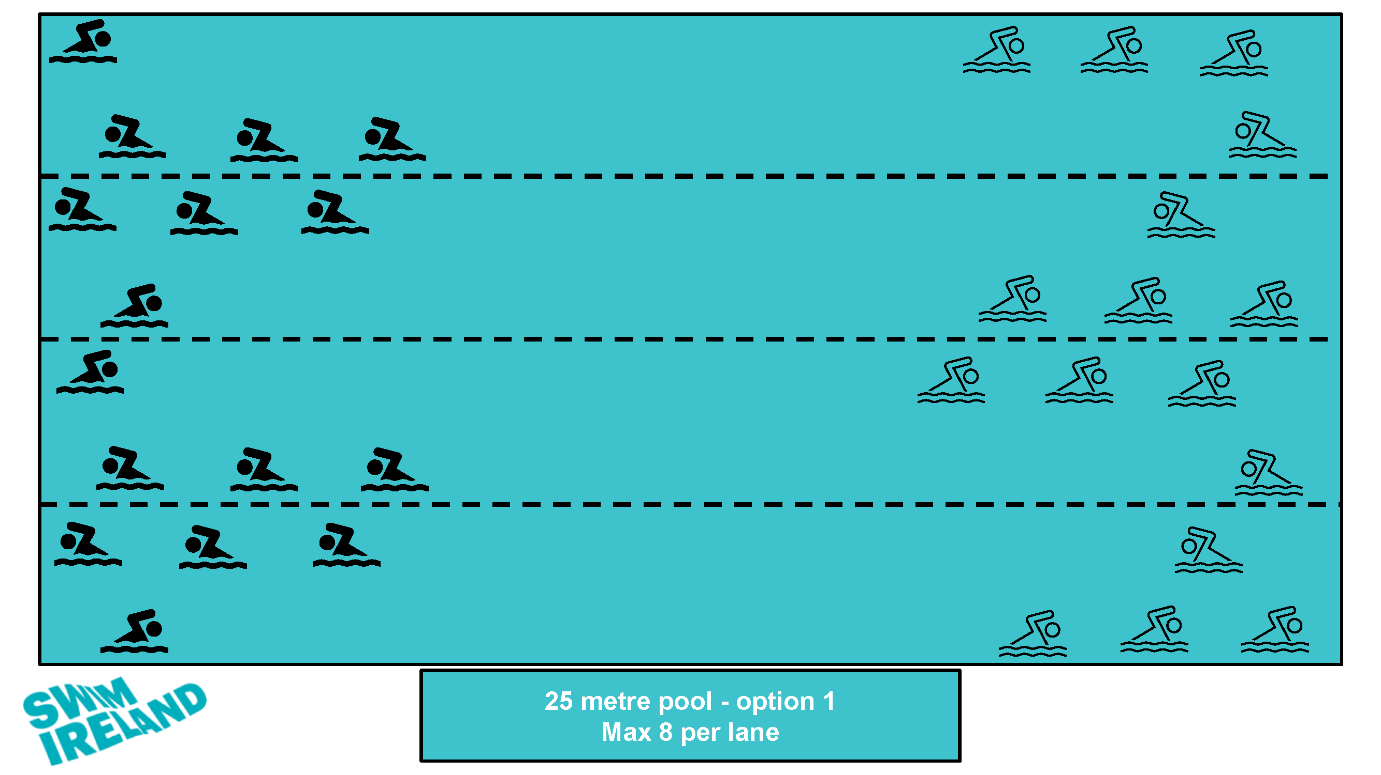 SWIM
IRELAND
25 metre pool - option 1
Max 8 per lane